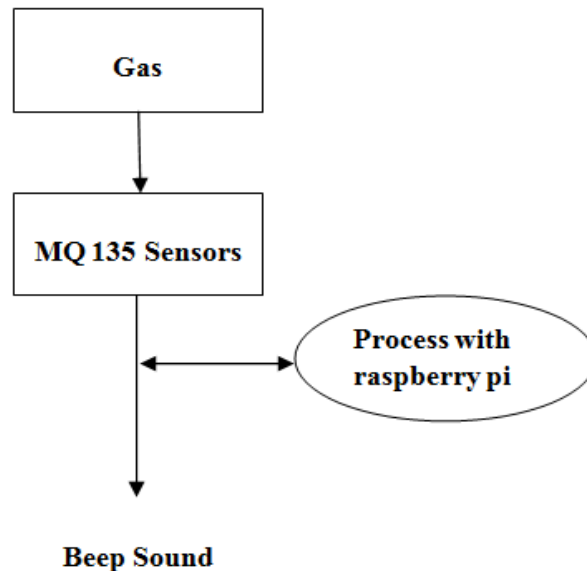 Gas
MQ 135 Sensors
Process with
raspberry pi
Beep Sound